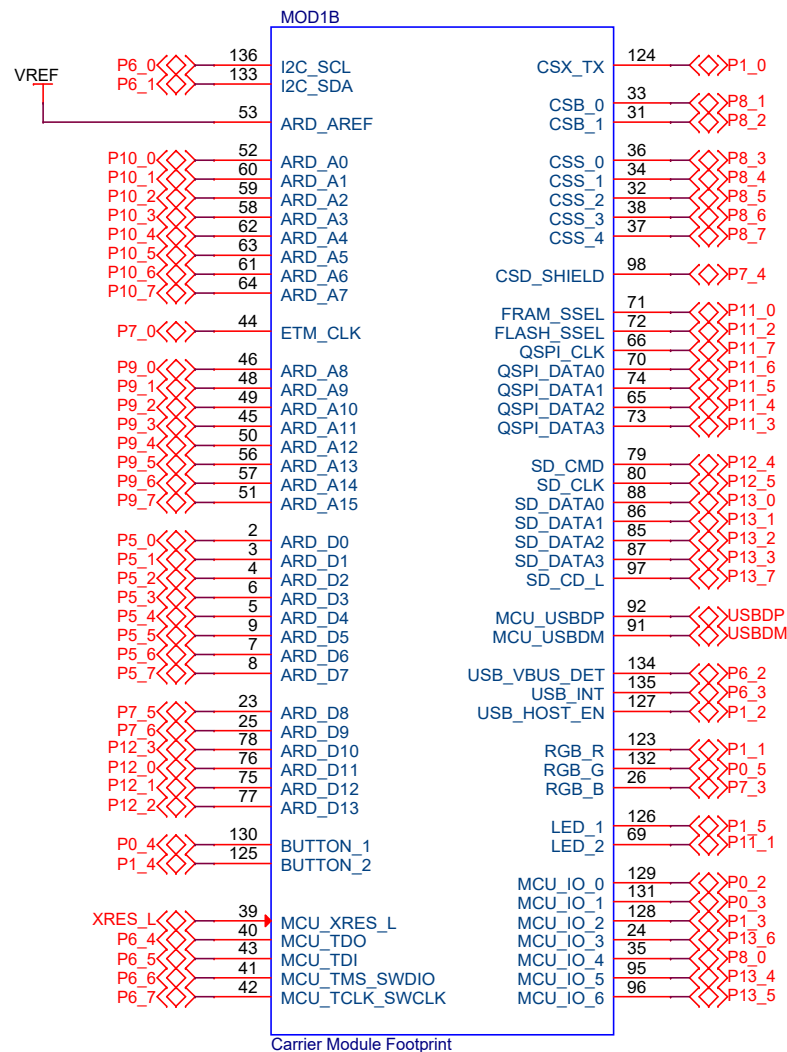 MOD1B
VREF
P6_0 136 I2C_SCL
P6_1 133 I2C_SDA
53 ARD_AREF
P10_0 52 ARD_A0
P10_1 60 ARD_A1
P10_2 59 ARD_A2
P10_3 58 ARD_A3
P10_4 62 ARD_A4
P10_5 63 ARD_A5
P10_6 61 ARD_A6
P10_7 64 ARD_A7
P7_0 44 ETM_CLK
P9_0 46 ARD_A8
P9_1 48 ARD_A9
P9_2 49 ARD_A10
P9_3 45 ARD_A11
P9_4 50 ARD_A12
P9_5 56 ARD_A13
P9_6 57 ARD_A14
P9_7 51 ARD_A15
P5_0 2 ARD_D0
P5_1 3 ARD_D1
P5_2 4 ARD_D2
P5_3 6 ARD_D3
P5_4 5 ARD_D4
P5_5 9 ARD_D5
P5_6 7 ARD_D6
P5_7 8 ARD_D7
P7_5 23 ARD_D8
P7_6 25 ARD_D9
P12_3 78 ARD_D10
P12_0 76 ARD_D11
P12_1 75 ARD_D12
P12_2 77 ARD_D13
P0_4 130 BUTTON_1
P1_4 125 BUTTON_2
XRES_L 39 MCU_XRES_L
P6_4 40 MCU_TDO
P6_5 43 MCU_TDI
P6_6 41 MCU_TMS_SWDIO
P6_7 42 MCU_TCLK_SWCLK
CSX_TX 124 P1_0
CSB_0 33 P8_1
CSB_1 31 P8_2
CSS_0 36 P8_3
CSS_1 34 P8_4
CSS_2 32 P8_5
CSS_3 38 P8_6
CSS_4 37 P8_7
CSD_SHIELD 98 P7_4
FRAM_SSEL 71 P11_0
FLASH_SSEL 72 P11_2
QSPI_CLK 66 P11_7
QSPI_DATA0 70 P11_6
QSPI_DATA1 74 P11_5
QSPI_DATA2 65 P11_4
QSPI_DATA3 73 P11_3
SD_CMD 79 P12_4
SD_CLK 80 P12_5
SD_DATA0 88 P13_0
SD_DATA1 86 P13_1
SD_DATA2 85 P13_2
SD_DATA3 87 P13_3
SD_CD_L 97 P13_7
MCU_USBDP 92 USBDP
MCU_USBDM 91 USBDM
USB_VBUS_DET 134 P6_2
USB_INT 135 P6_3
USB_HOST_EN 127 P1_2
RGB_R 123 P1_1
RGB_G 132 P0_5
RGB_B 26 P7_3
LED_1 126 P1_5
LED_2 69 P11_1
MCU_IO_0 129 P0_2
MCU_IO_1 131 P0_3
MCU_IO_2 128 P1_3
MCU_IO_3 24 P13_6
MCU_IO_4 35 P8_0
MCU_IO_5 95 P13_4
MCU_IO_6 96 P13_5
Carrier Module Footprint